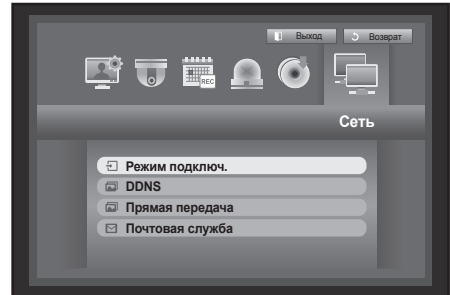 Выход Возврат
REC
Сеть
Режим подключ.
DDNS
Прямая передача
Почтовая служба